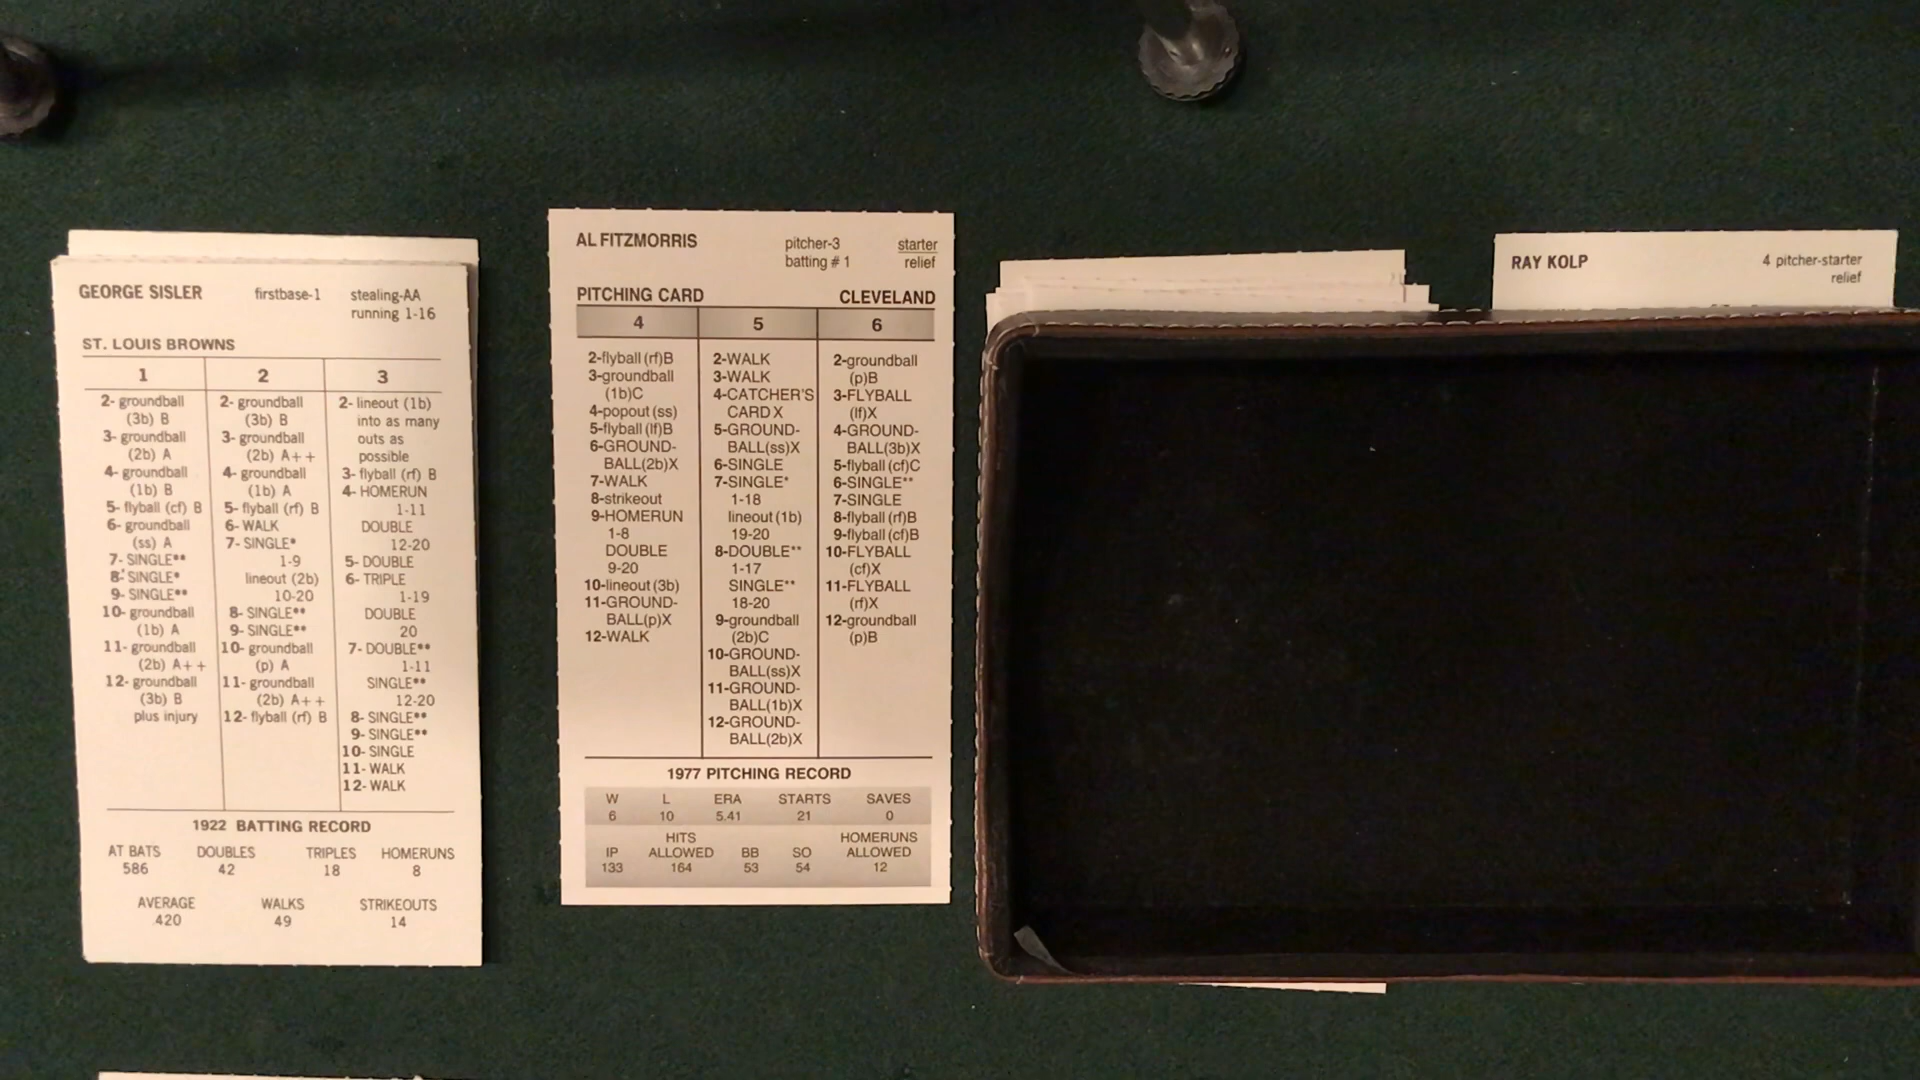 GEORGE SISLER firstbase-1 stealing-AA
running 1-16
ST. LOUIS BROWNS
1 2 3
2- groundball
(3b) B
3- groundball
(2b) A
4- groundball
(1b) B
5- flyball (cf) B
6- groundball
(ss) A
7- SINGLE**
8- SINGLE*
9- SINGLE**
10- groundball
(1b) A
11- groundball
(2b) A++
12- groundball
(3b) B
plus injury
2- groundball
(3b) B
3- groundball
(2b) A++
4- groundball
(1b) A
5- flyball (rf) B
6- WALK
7- SINGLE*
1-9
lineout (2b)
10-20
8- SINGLE**
9- SINGLE**
10- groundball
(p) A
11- groundball
(2b) A++
12- flyball (rf) B
2- lineout (1b)
into as many
outs as
possible
3- flyball (rf) B
4- HOMERUN
1-11
DOUBLE
12-20
5- DOUBLE
6- TRIPLE
1-19
DOUBLE
20
7- DOUBLE**
1-11
SINGLE**
12-20
8- SINGLE**
9- SINGLE**
10- SINGLE
11- WALK
12- WALK
1922 BATTING RECORD
AT BATS DOUBLES TRIPLES HOMERUNS
586 42 18 8
AVERAGE WALKS STRIKEOUTS
.420 49 14
AL FITZMORRIS pitcher-3 starter
batting # 1 relief
PITCHING CARD CLEVELAND
4 5 6
2-flyball (rf)B
3-groundball
(1b)C
4-popout (ss)
5-flyball (lf)B
6-GROUND-
BALL(2b)X
7-WALK
8-strikeout
9-HOMERUN
1-8
DOUBLE
9-20
10-lineout (3b)
11-GROUND-
BALL(p)X
12-WALK
2-WALK
3-WALK
4-CATCHER'S
CARD X
5-GROUND-
BALL(ss)X
6-SINGLE
7-SINGLE*
1-18
lineout (1b)
19-20
8-DOUBLE**
1-17
SINGLE**
18-20
9-groundball
(2b)C
10-GROUND-
BALL(ss)X
11-GROUND-
BALL(1b)X
12-GROUND-
BALL(2b)X
2-groundball
(p)B
3-FLYBALL
(lf)X
4-GROUND-
BALL(3b)X
5-flyball (cf)C
6-SINGLE**
7-SINGLE
8-flyball (rf)B
9-flyball (cf)B
10-FLYBALL
(cf)X
11-FLYBALL
(rf)X
12-groundball
(p)B
1977 PITCHING RECORD
W L ERA STARTS SAVES
6 10 5.41 21 0
HITS HOMERUNS
IP ALLOWED BB SO ALLOWED
133 164 53 54 12
RAY KOLP 4 pitcher-starter
relief